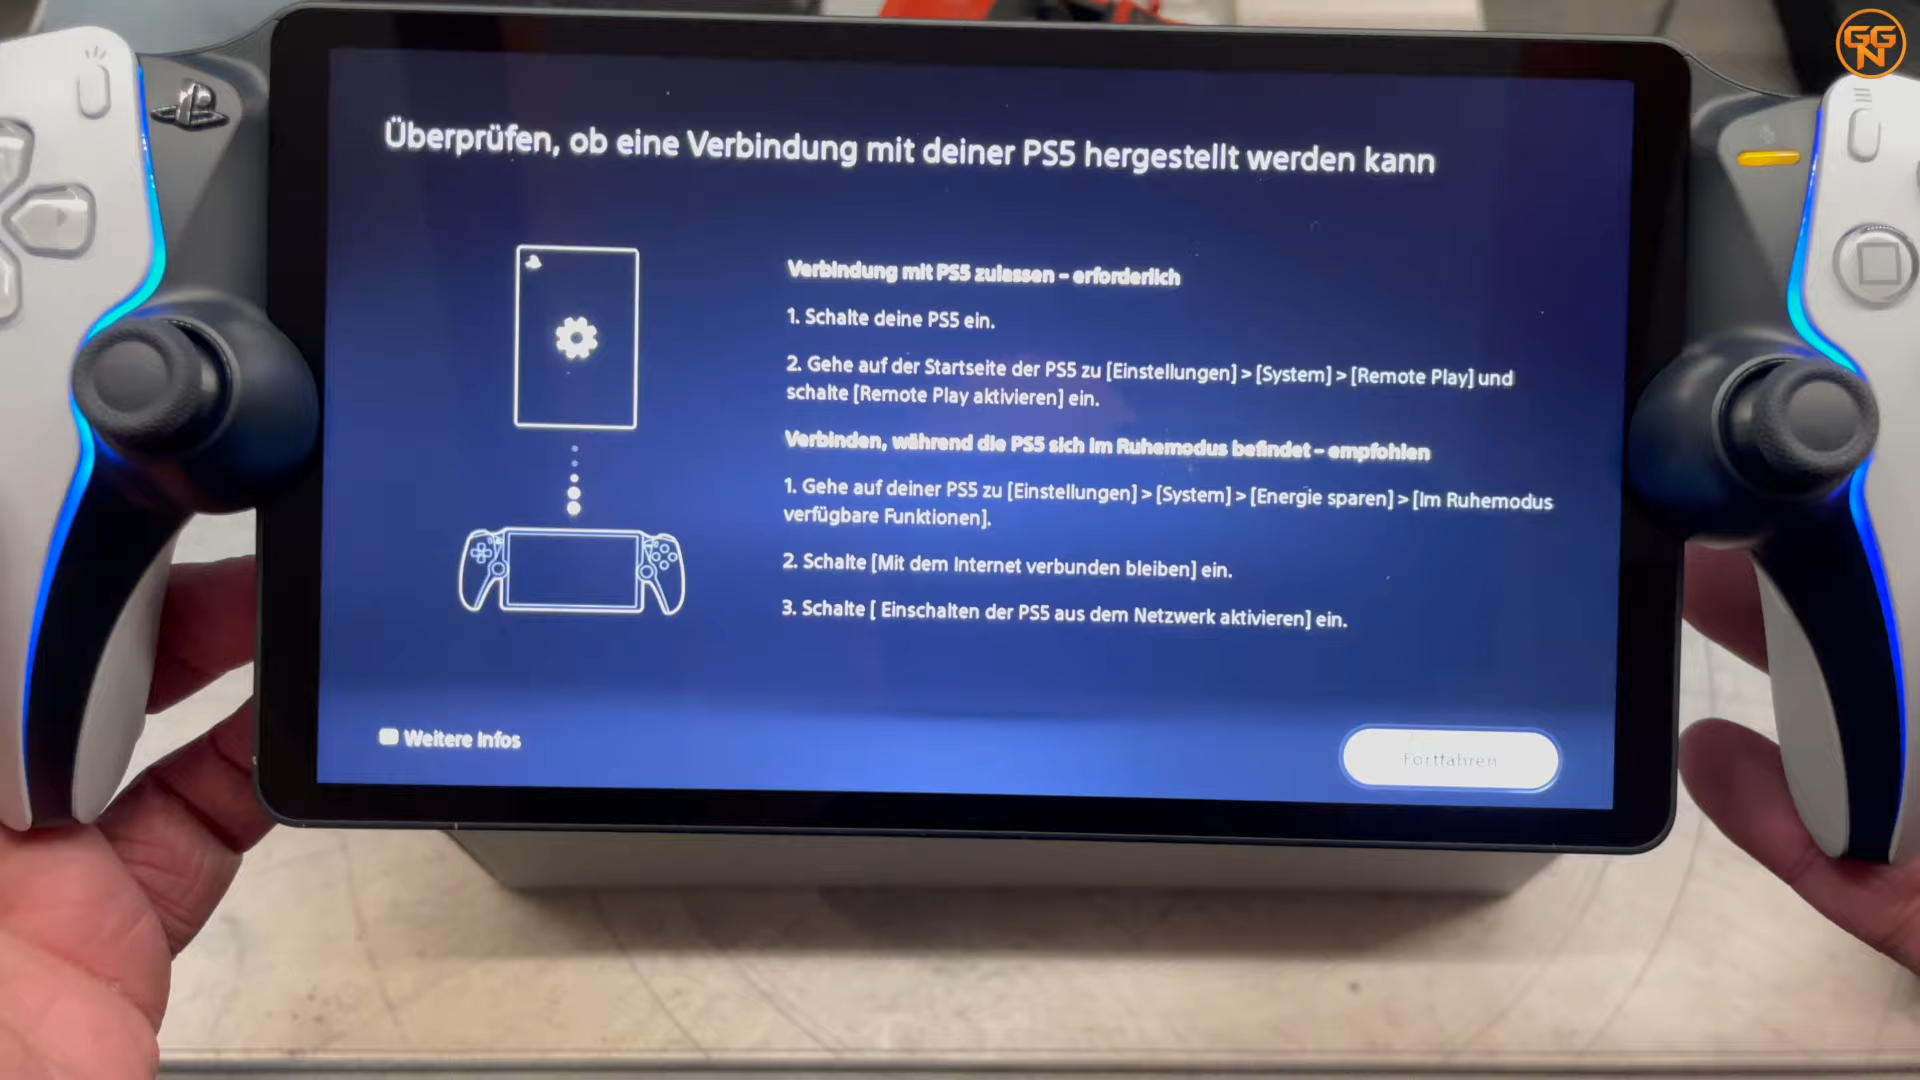 GGN
Überprüfen, ob eine Verbindung mit deiner PS5 hergestellt werden kann
Verbindung mit PS5 zulassen – erforderlich
1. Schalte deine PS5 ein.
2. Gehe auf der Startseite der PS5 zu [Einstellungen] > [System] > [Remote Play] und
schalte [Remote Play aktivieren] ein.
Verbinden, während die PS5 sich im Ruhemodus befindet – empfohlen
1. Gehe auf deiner PS5 zu [Einstellungen] > [System] > [Energie sparen] > [Im Ruhemodus
verfügbare Funktionen].
2. Schalte [Mit dem Internet verbunden bleiben] ein.
3. Schalte [ Einschalten der PS5 aus dem Netzwerk aktivieren] ein.
Weitere Infos
Fortfahren